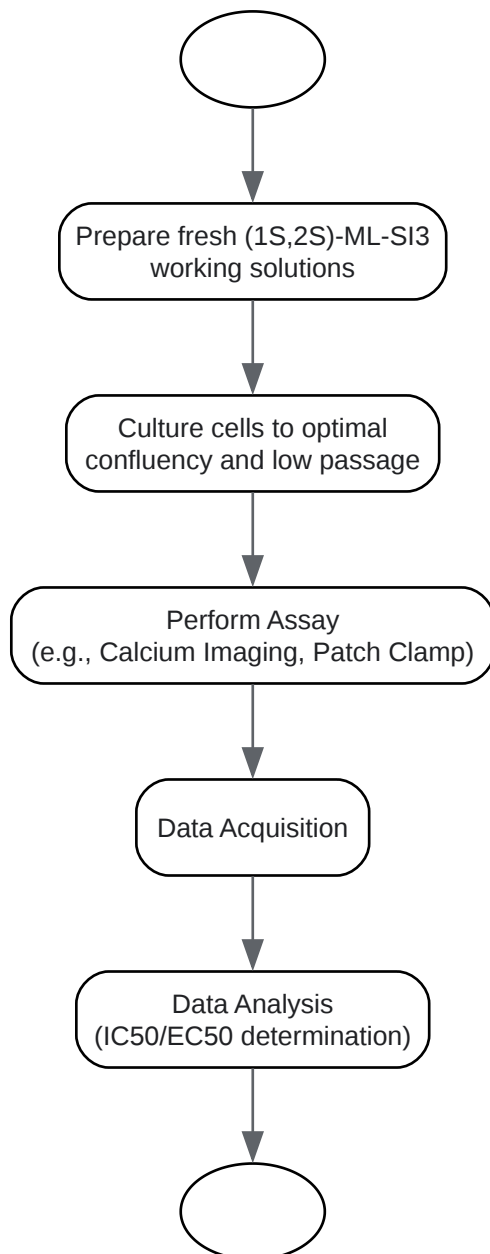 Prepare fresh (1S,2S)-ML-SI3
working solutions
Culture cells to optimal
confluency and low passage
Perform Assay
(e.g., Calcium Imaging, Patch Clamp)
Data Acquisition
Data Analysis
(IC50/EC50 determination)